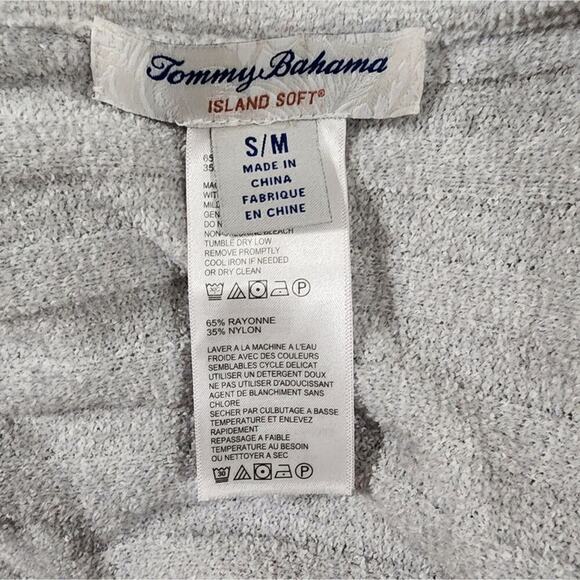 Tommy Bahama
ISLAND SOFT®
S/M
MADE IN
CHINA
FABRIQUE
EN CHINE
65
35
TUMBLE DRY LOW
REMOVE PROMPTLY
COOL IRON IF NEEDED
OR DRY CLEAN
65% RAYONNE
35% NYLON
LAVER A LA MACHINE A L'EAU
FROIDE AVEC DES COULEURS
SEMBLABLES CYCLE DELICAT
UTILISER UN DETERGENT DOUX
NE PAS UTILISER D'ADOUCISSANT
AGENT DE BLANCHIMENT SANS
CHLORE
SECHER PAR CULBUTAGE A BASSE
TEMPERATURE ET ENLEVEZ
RAPIDEMENT
REPASSAGE A FAIBLE
TEMPERATURE AU BESOIN
OU NETTOYER A SEC